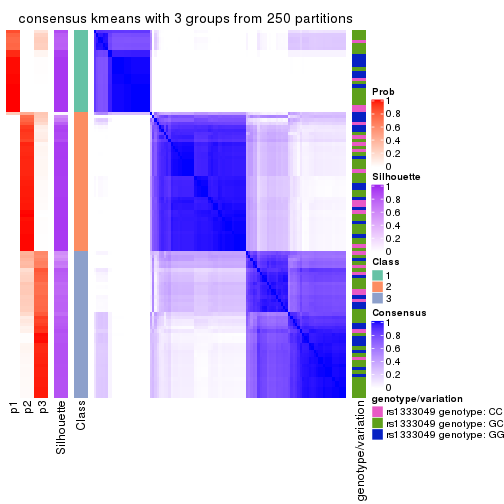 consensus kmeans with 3 groups from 250 partitions
Prob
1
0.8
0.6
0.4
0.2
0
Silhouette
1
0.8
0.6
0.4
0.2
0
Class
1
2
3
Consensus
1
0.8
0.6
0.4
0.2
0
genotype/variation
rs1333049 genotype: CC
rs1333049 genotype: GC
rs1333049 genotype: GG
p1
p2
p3
Silhouette
Class
genotype/variation